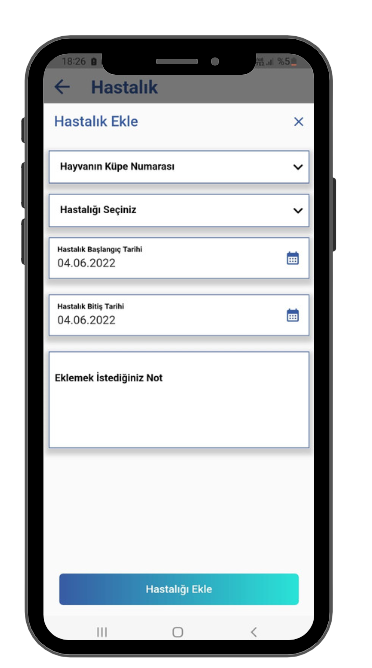 18:26
%5
Hastalık
Hastalık Ekle
Hayvanın Küpe Numarası
Hastalığı Seçiniz
Hastalık Başlangıç Tarihi
04.06.2022
Hastalık Bitiş Tarihi
04.06.2022
Eklemek İstediğiniz Not
Hastalığı Ekle